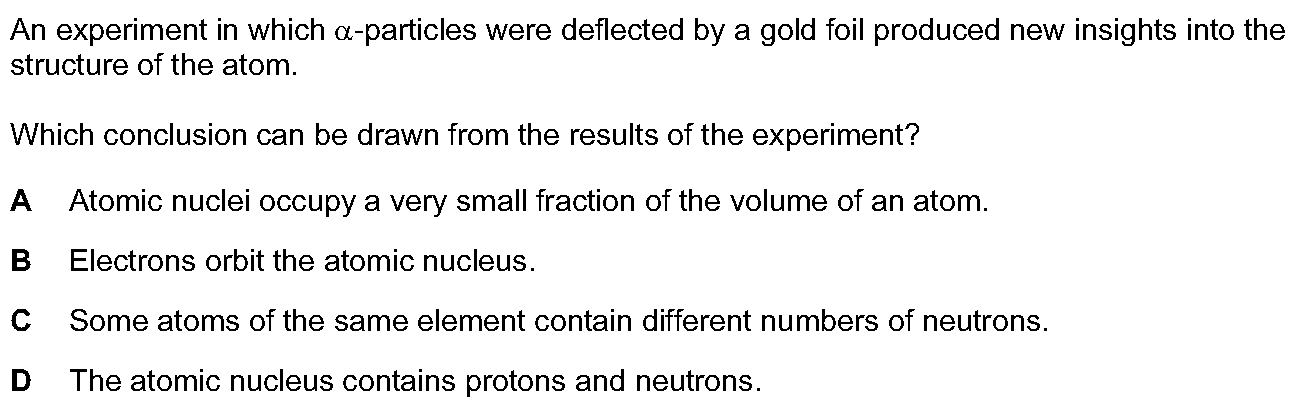 An experiment in which α-particles were deflected by a gold foil produced new insights into the
structure of the atom.
Which conclusion can be drawn from the results of the experiment?
A Atomic nuclei occupy a very small fraction of the volume of an atom.
B Electrons orbit the atomic nucleus.
C Some atoms of the same element contain different numbers of neutrons.
D The atomic nucleus contains protons and neutrons.